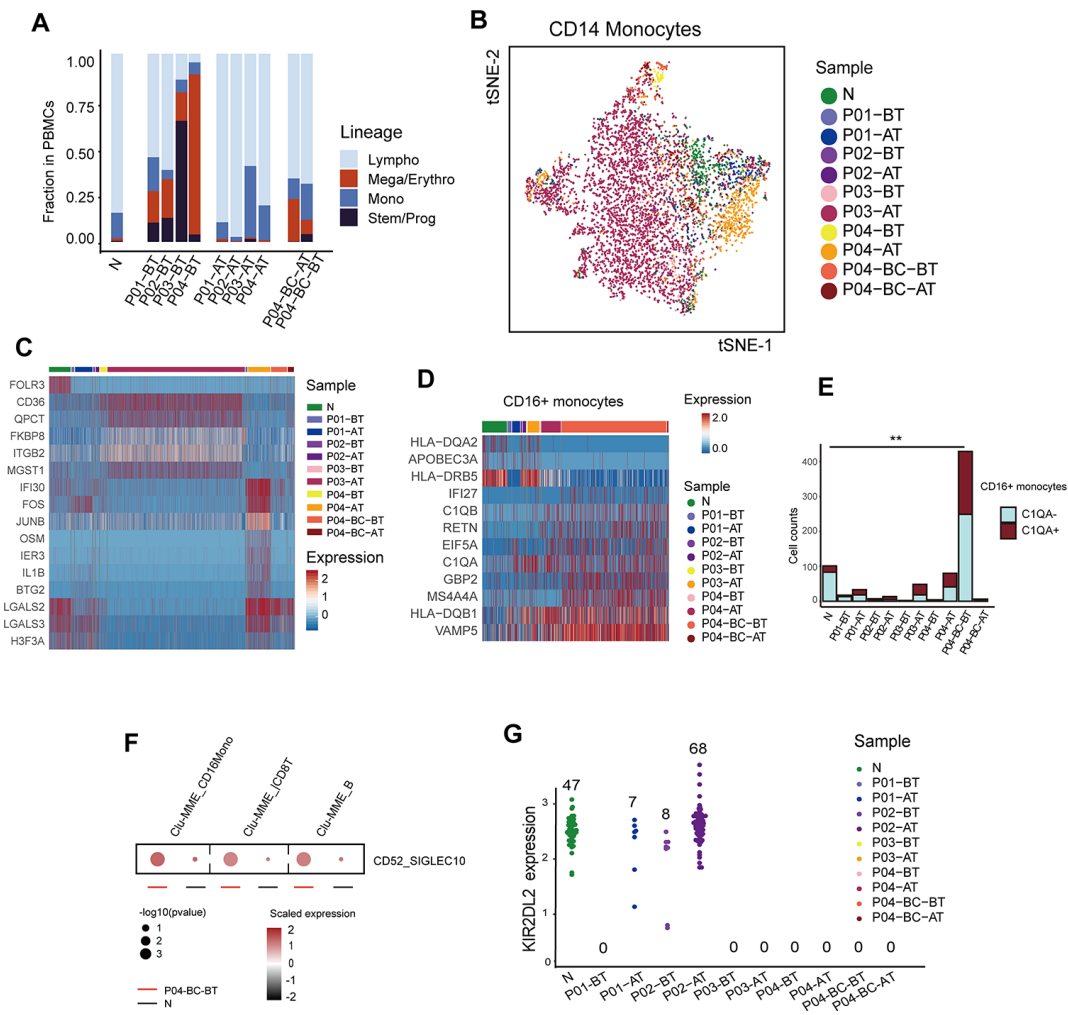 A
1.00
0.75
0.50
0.25
0.00
Fraction in PBMCs
N
P01-BT
P02-BT
P03-BT
P04-BT
P01-AT
P02-AT
P03-AT
P04-AT
P04-BC-AT
P04-BC-BT
Lineage
Lympho
Mega/Erythro
Mono
Stem/Prog
B
CD14 Monocytes
tSNE-2
tSNE-1
Sample
N
P01-BT
P01-AT
P02-BT
P02-AT
P03-BT
P03-AT
P04-BT
P04-AT
P04-BC-BT
P04-BC-AT
C
FOLR3
CD36
QPCT
FKBP8
ITGB2
MGST1
IFI30
FOS
JUNB
OSM
IER3
IL1B
BTG2
LGALS2
LGALS3
H3F3A
Sample
N
P01-BT
P01-AT
P02-BT
P02-AT
P03-BT
P03-AT
P04-BT
P04-AT
P04-BC-BT
P04-BC-AT
Expression
2
1
0
D
CD16+ monocytes
HLA-DQA2
APOBEC3A
HLA-DRB5
IFI27
C1QB
RETN
EIF5A
C1QA
GBP2
MS4A4A
HLA-DQB1
VAMP5
Expression
2.0
0.0
Sample
N
P01-BT
P01-AT
P02-BT
P02-AT
P03-BT
P03-AT
P04-BT
P04-AT
P04-BC-BT
P04-BC-AT
E
**
400
300
200
100
0
Cell counts
N
P01-BT
P01-AT
P02-BT
P02-AT
P03-BT
P03-AT
P04-BT
P04-AT
P04-BC-BT
P04-BC-AT
CD16+ monocytes
C1QA-
C1QA+
F
Clu-MME_CD16Mono
Clu-MME_|CD8T
Clu-MME_B
CD52_SIGLEC10
-log10(pvalue)
1
2
3
Scaled expression
2
1
0
-1
-2
P04-BC-BT
N
G
KIR2DL2 expression
3
2
1
0
47
0
7
8
68
0
0
0
0
0
0
N
P01-BT
P01-AT
P02-BT
P02-AT
P03-BT
P03-AT
P04-BT
P04-AT
P04-BC-BT
P04-BC-AT
Sample
N
P01-BT
P01-AT
P02-BT
P02-AT
P03-BT
P03-AT
P04-BT
P04-AT
P04-BC-BT
P04-BC-AT